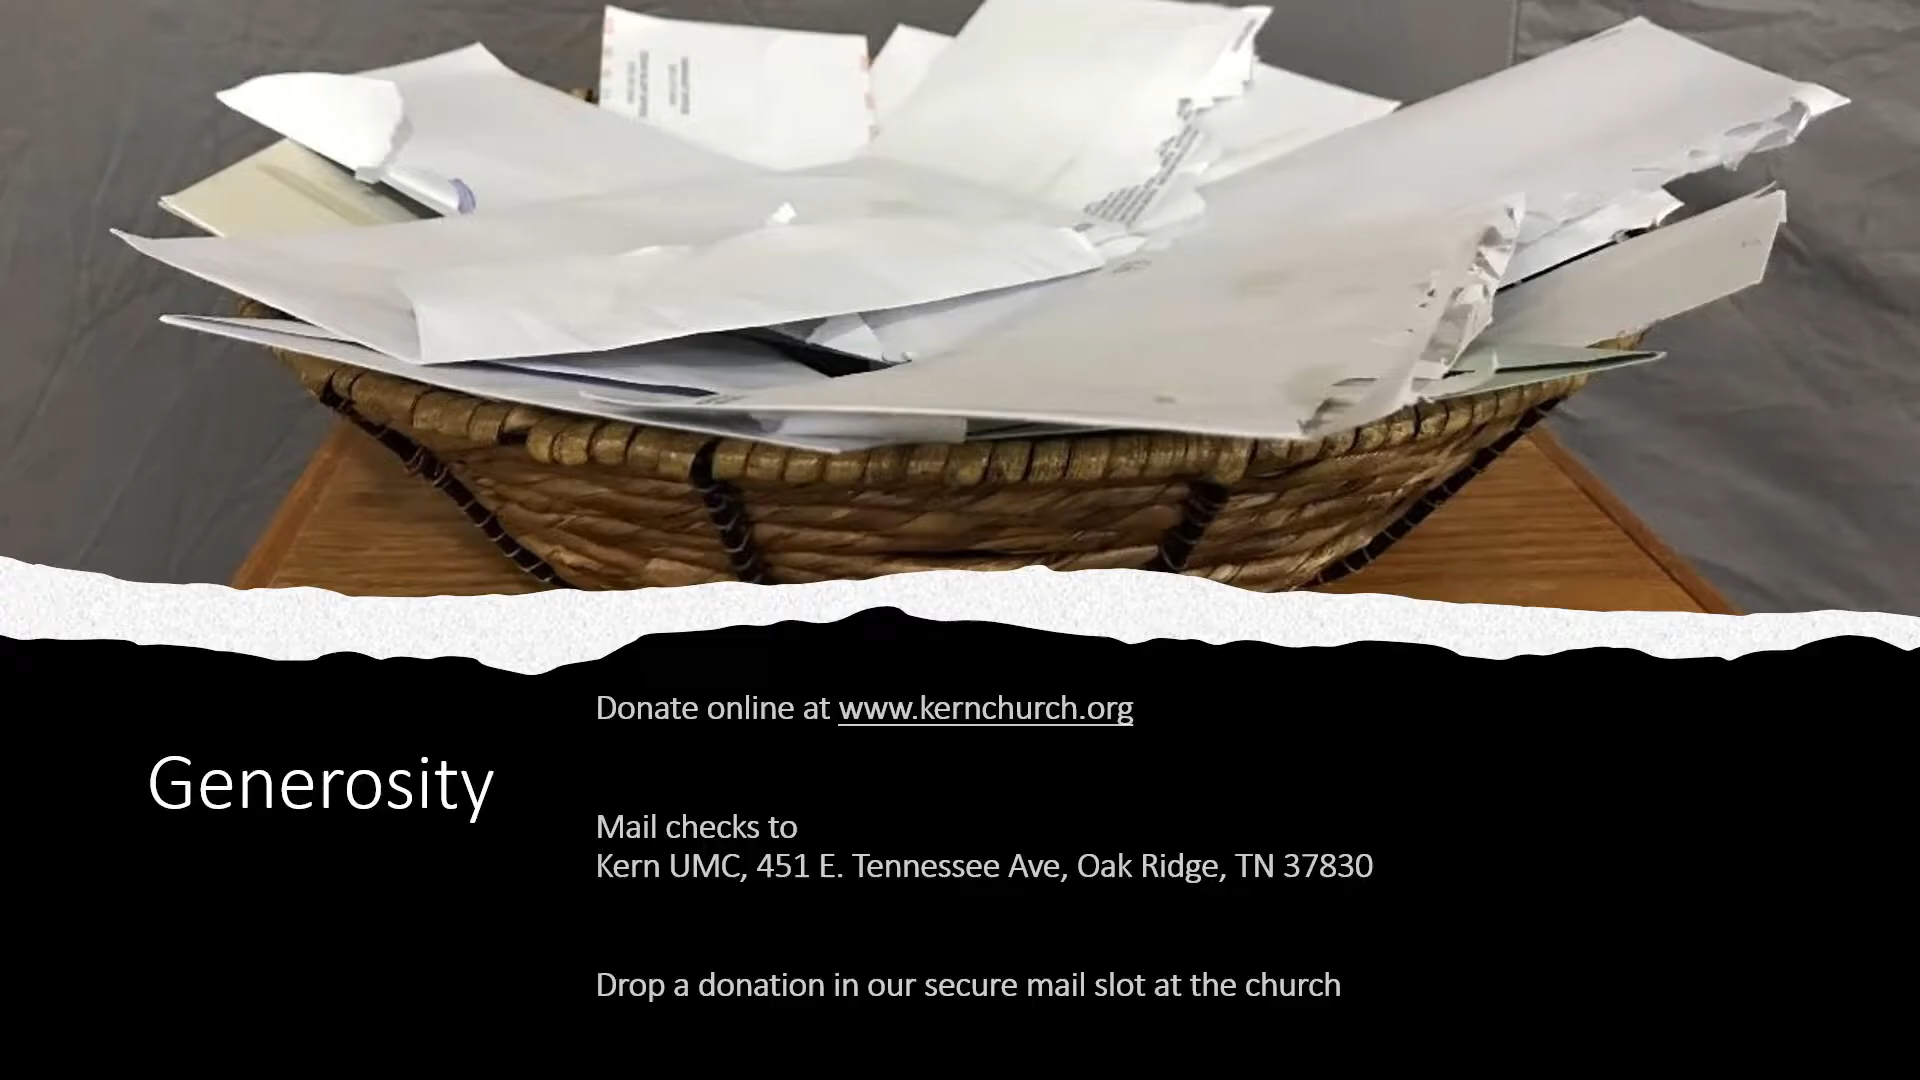 Generosity
Donate online at www.kernchurch.org
Mail checks to
Kern UMC, 451 E. Tennessee Ave, Oak Ridge, TN 37830
Drop a donation in our secure mail slot at the church